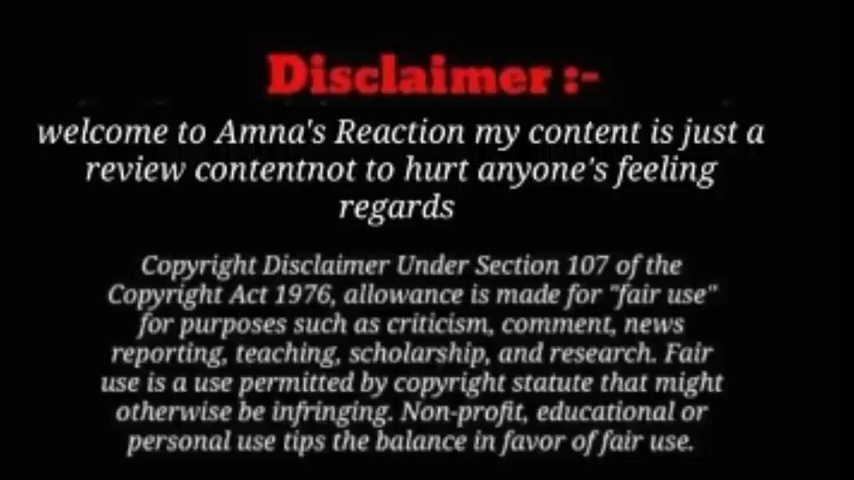 Disclaimer :-
welcome to Amna's Reaction my content is just a
review contentnot to hurt anyone's feeling
regards
Copyright Disclaimer Under Section 107 of the
Copyright Act 1976, allowance is made for "fair use"
for purposes such as criticism, comment, news
reporting, teaching, scholarship, and research. Fair
use is a use permitted by copyright statute that might
otherwise be infringing. Non-profit, educational or
personal use tips the balance in favor of fair use.